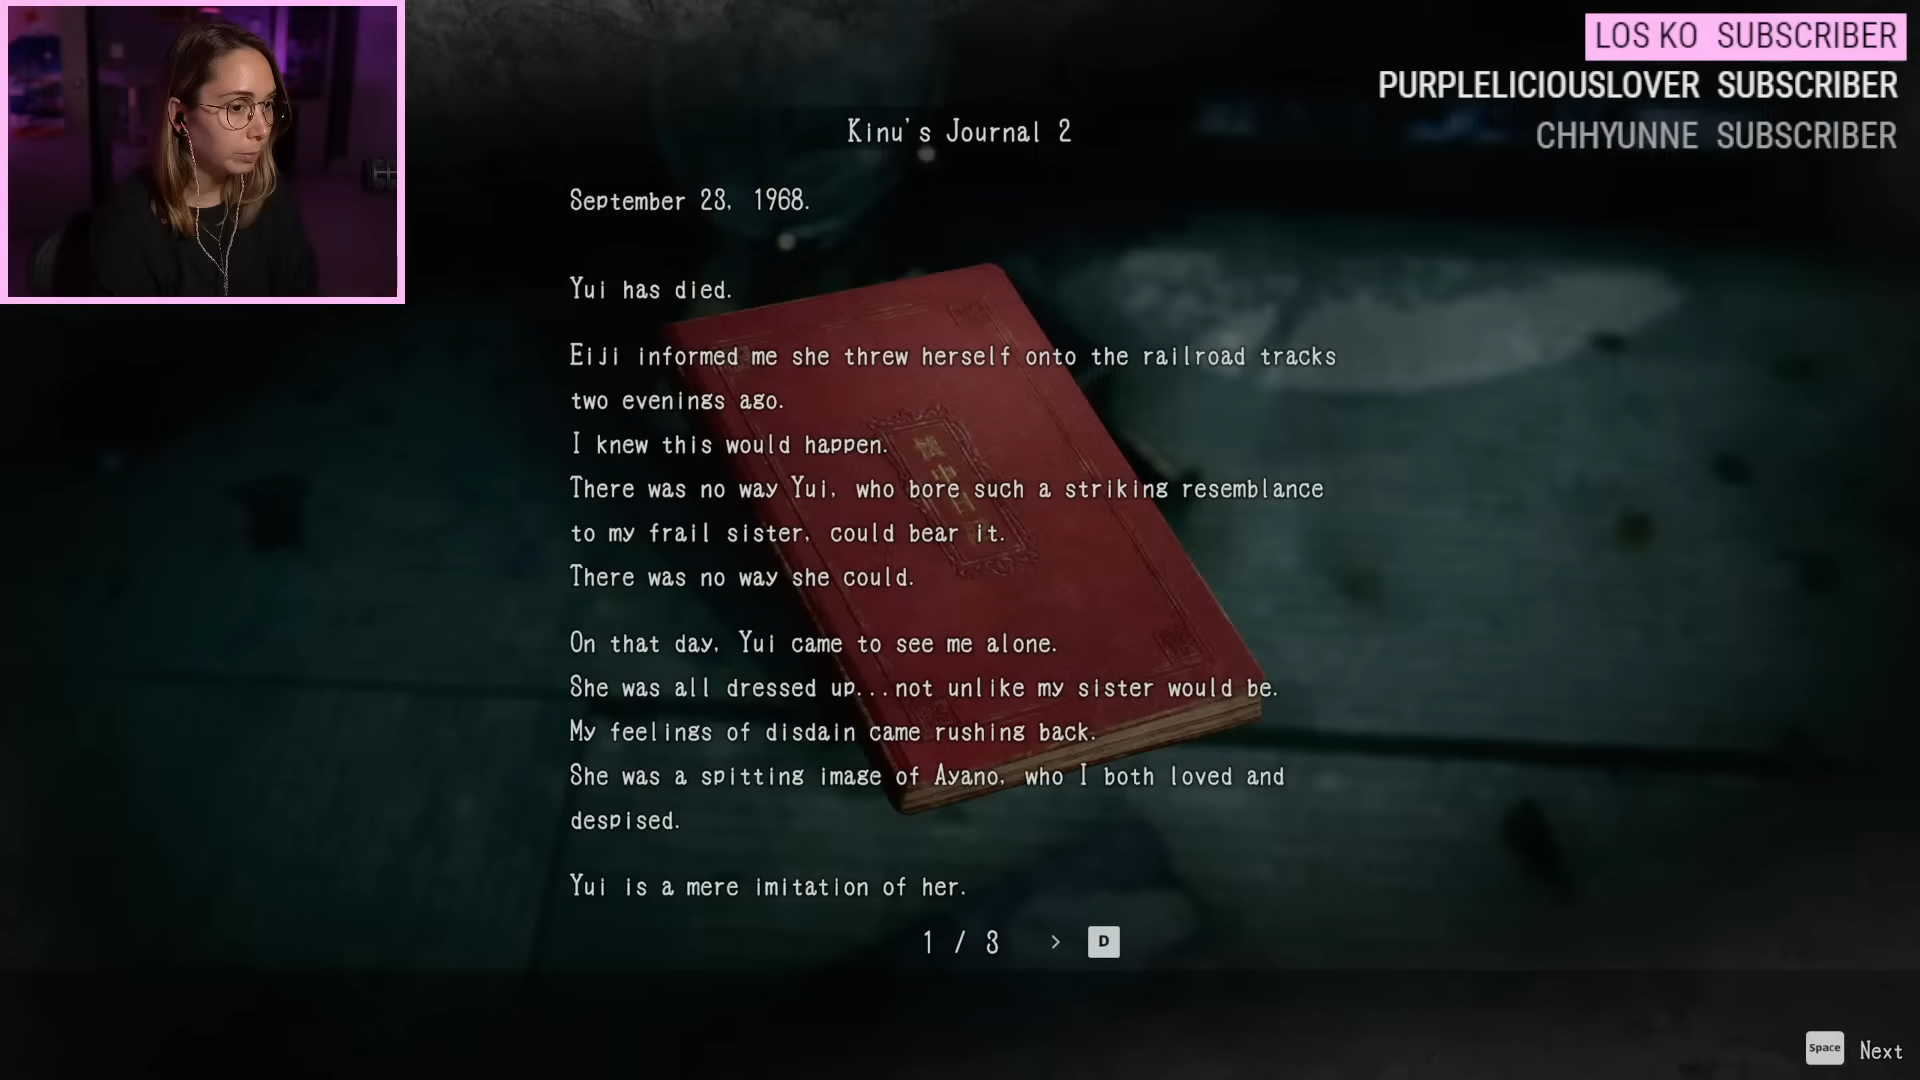 LOS KO SUBSCRIBER
PURPLELICIOUSLOVER SUBSCRIBER
CHHYUNNE SUBSCRIBER
Kinu's Journal 2
September 23, 1968.
Yui has died.
Eiji informed me she threw herself onto the railroad tracks
two evenings ago.
I knew this would happen.
There was no way Yui, who bore such a striking resemblance
to my frail sister, could bear it.
There was no way she could.
On that day, Yui came to see me alone.
She was all dressed up...not unlike my sister would be.
My feelings of disdain came rushing back.
She was a spitting image of Ayano, who I both loved and
despised.
Yui is a mere imitation of her.
1 / 3 > D
Space Next